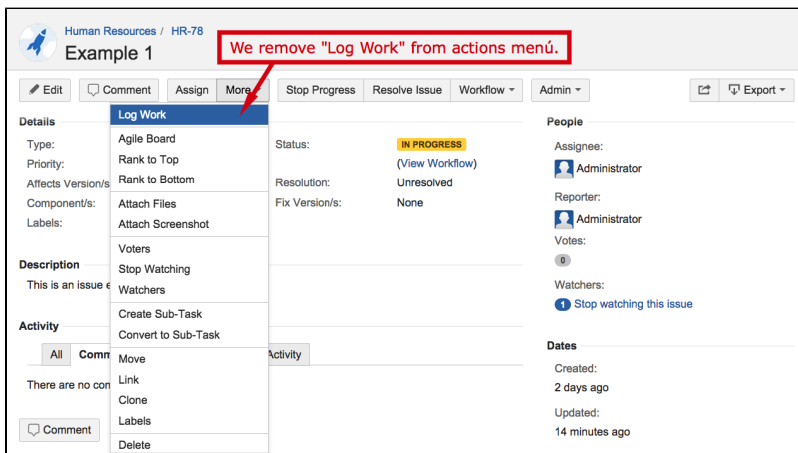 Human Resources / HR-78
Example 1
We remove "Log Work" from actions menú.
Edit Comment Assign More Stop Progress Resolve Issue Workflow Admin Export
Log Work
Agile Board
Rank to Top
Rank to Bottom
Attach Files
Attach Screenshot
Voters
Stop Watching
Watchers
Create Sub-Task
Convert to Sub-Task
Move
Link
Clone
Labels
Delete
Details
Type:
Priority:
Affects Version/s
Component/s:
Labels:
Status: IN PROGRESS
(View Workflow)
Resolution: Unresolved
Fix Version/s: None
Description
This is an issue e
Activity
All Comm Activity
There are no con
Comment
People
Assignee:
Administrator
Reporter:
Administrator
Votes:
0
Watchers:
1 Stop watching this issue
Dates
Created:
2 days ago
Updated:
14 minutes ago